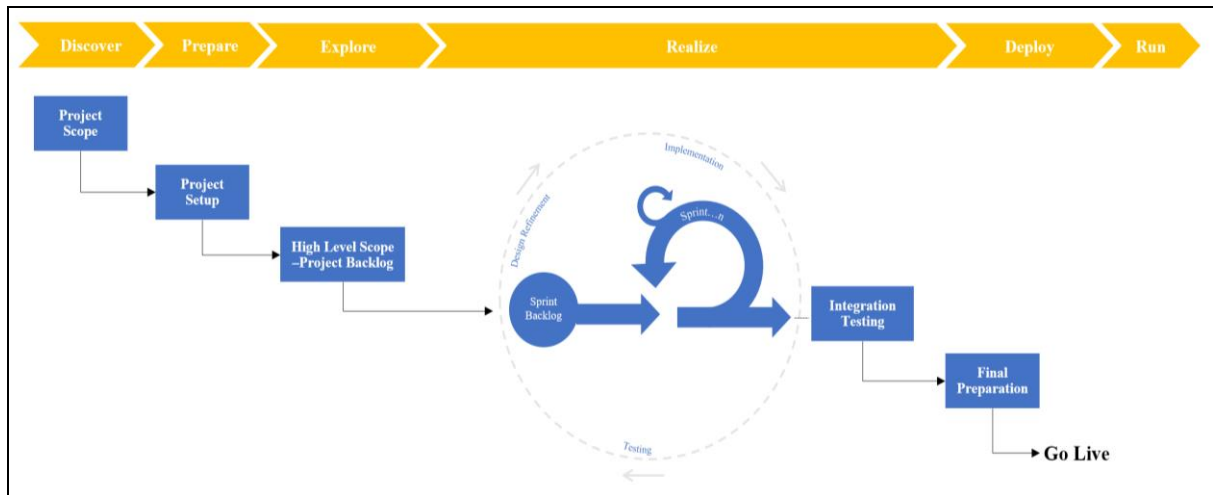 Discover
Prepare
Explore
Realize
Deploy
Run
Project
Scope
Project
Setup
High Level Scope
–Project Backlog
Design Refinement
Implementation
Sprint…n
Sprint
Backlog
Testing
Integration
Testing
Final
Preparation
Go Live